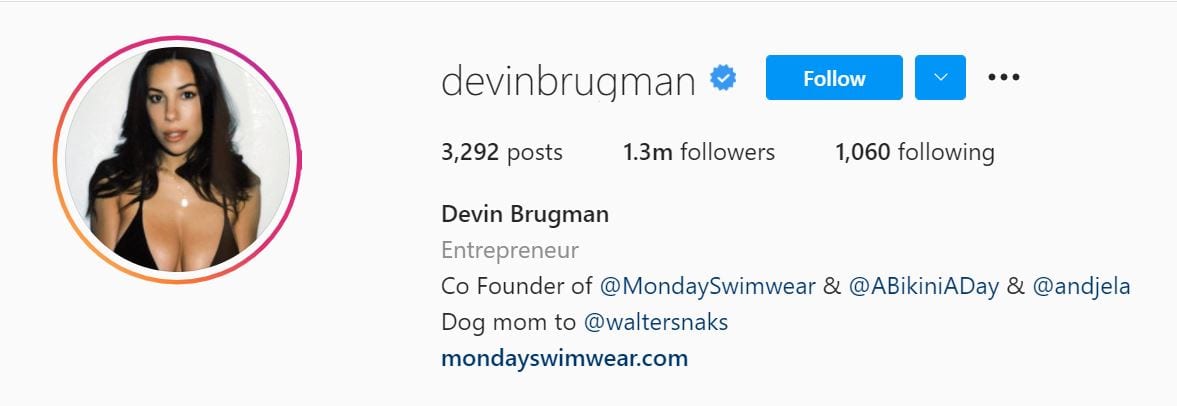 devinbrugman Follow
3,292 posts 1.3m followers 1,060 following
Devin Brugman
Entrepreneur
Co Founder of @MondaySwimwear & @ABikiniADay & @andjela
Dog mom to @waltersnaks
mondayswimwear.com